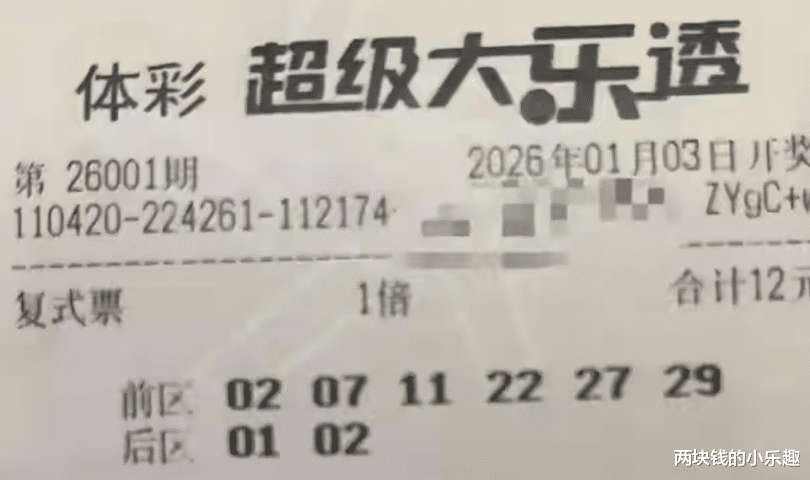 体彩 超级大乐透
第 26001期 2026年01月03日开奖
110420-224261-112174 ZYgC+
复式票 1倍 合计12元
前区 02 07 11 22 27 29
后区 01 02
两块钱的小乐趣